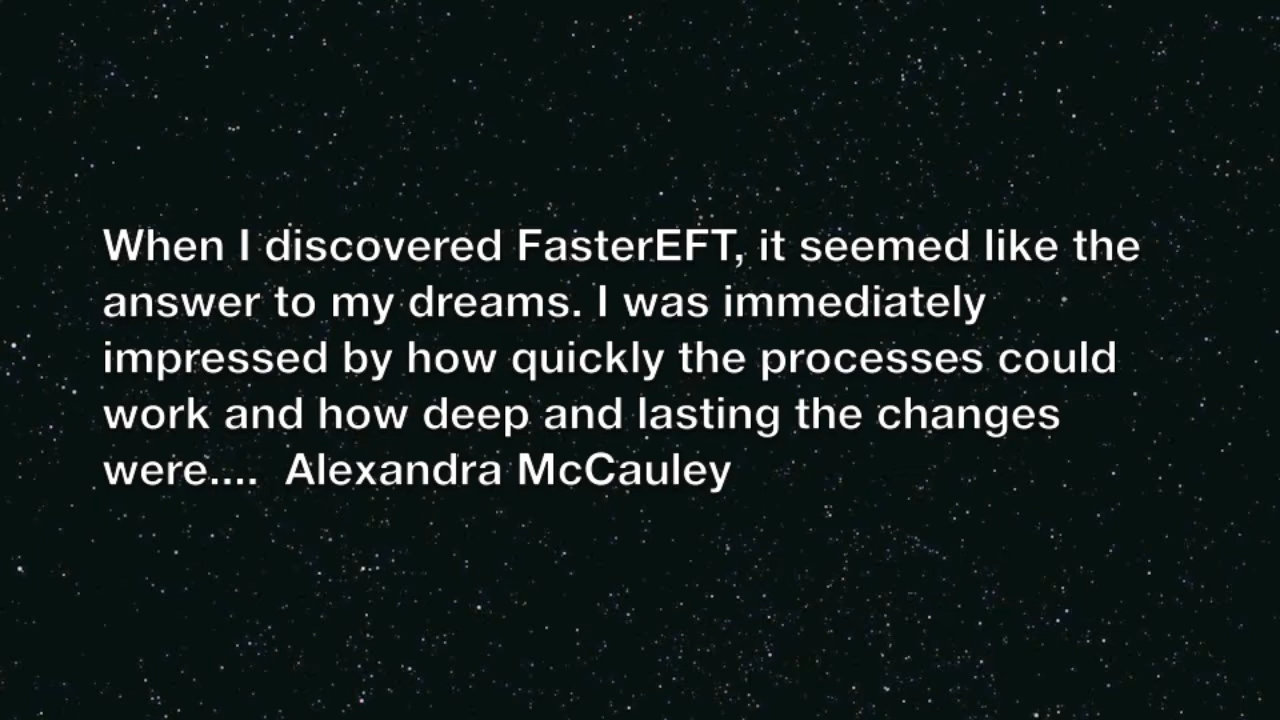 When I discovered FasterEFT, it seemed like the
answer to my dreams. I was immediately
impressed by how quickly the processes could
work and how deep and lasting the changes
were....  Alexandra McCauley